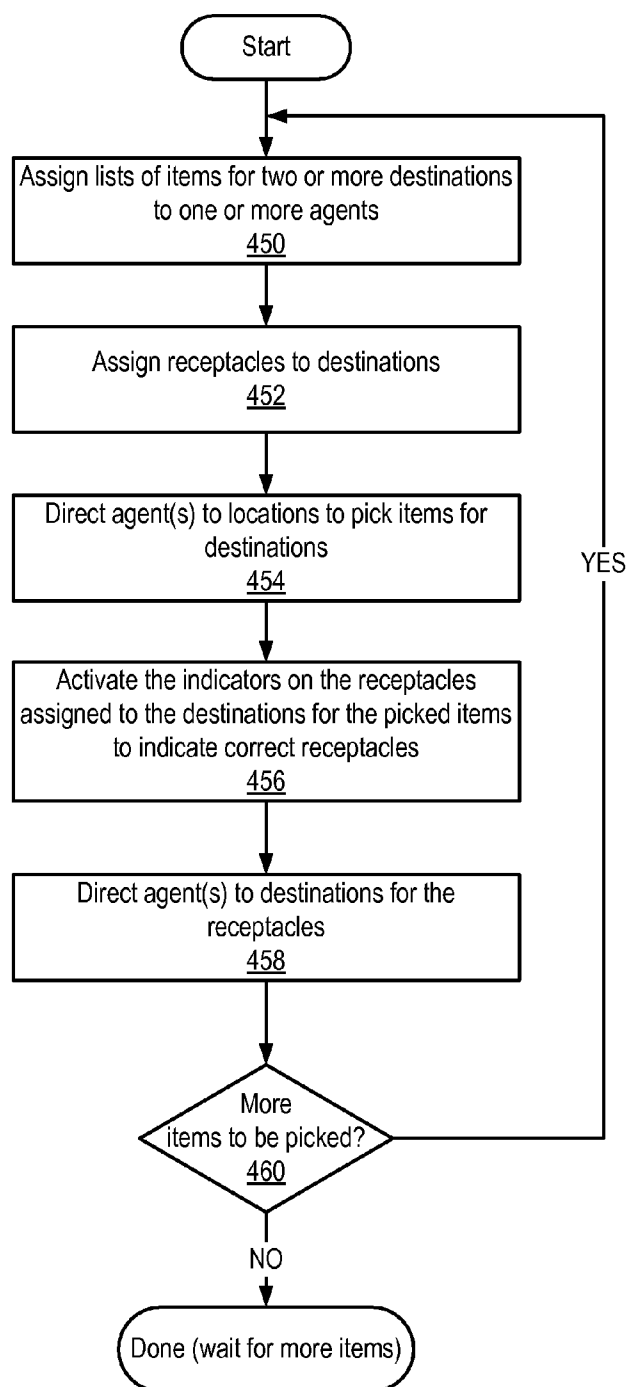 Start
Assign lists of items for two or more destinations
to one or more agents
450
Assign receptacles to destinations
452
Direct agent(s) to locations to pick items for
destinations
454
YES
Activate the indicators on the receptacles
assigned to the destinations for the picked items
to indicate correct receptacles
456
Direct agent(s) to destinations for the
receptacles
458
More
items to be picked?
460
NO
Done (wait for more items)